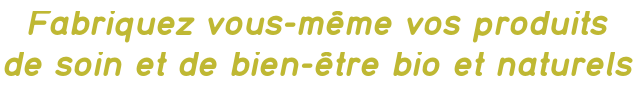 Fabriquez vous-même vos produits
de soin et de bien-être bio et naturels